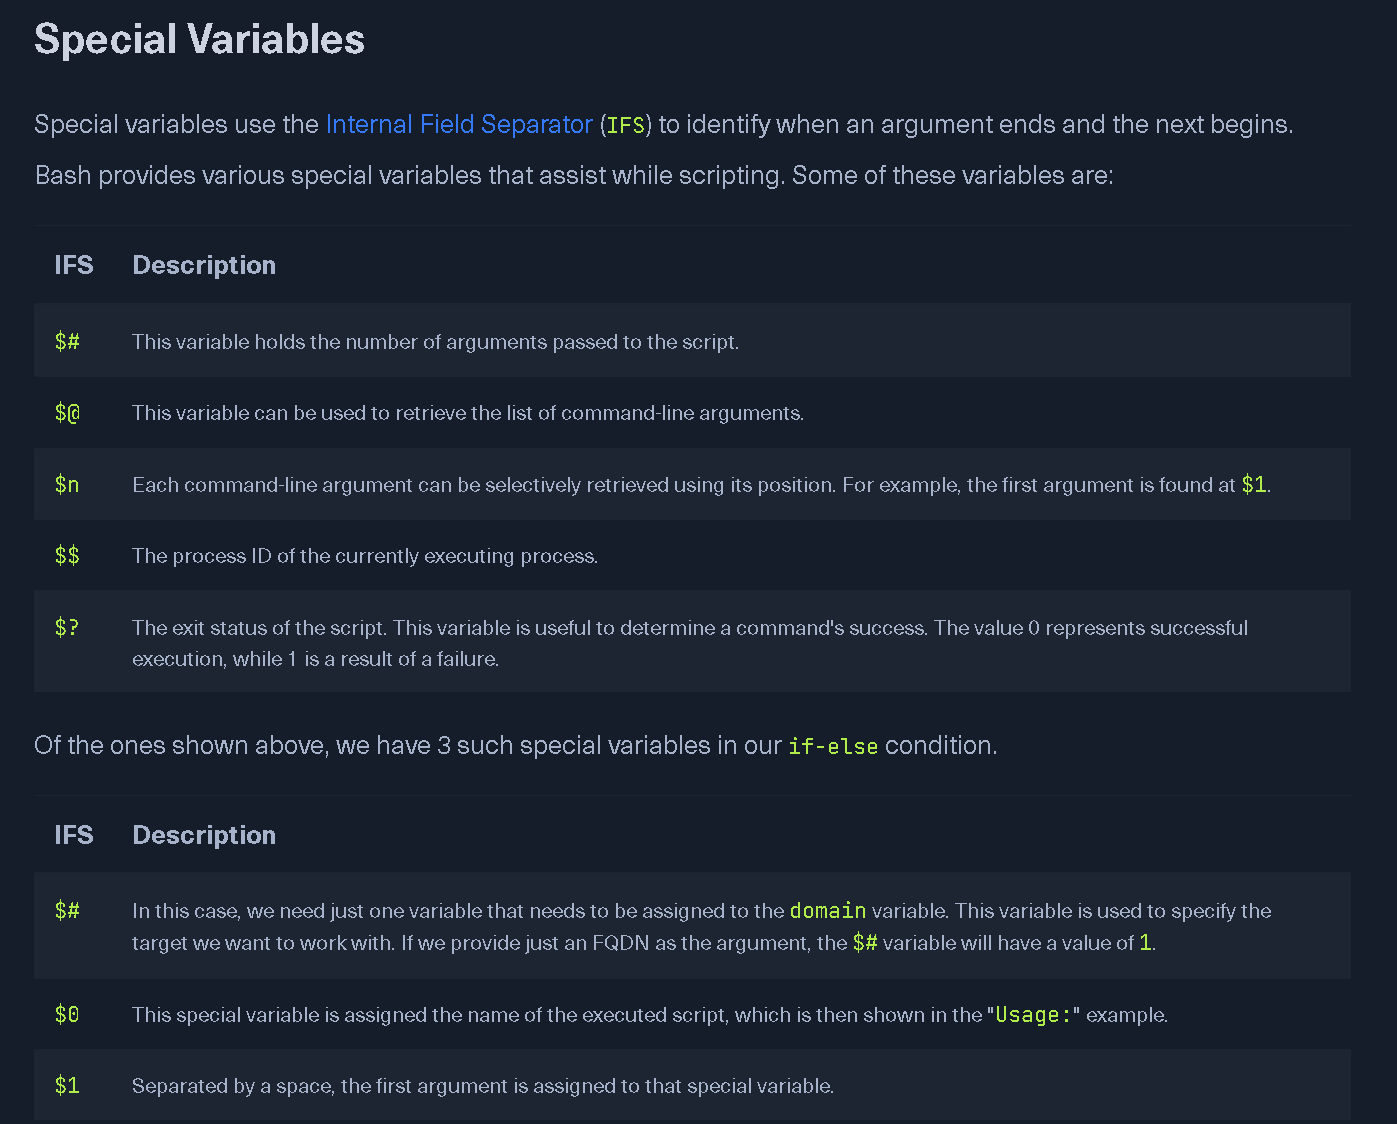 Special Variables
Special variables use the Internal Field Separator (IFS) to identify when an argument ends and the next begins.
Bash provides various special variables that assist while scripting. Some of these variables are:
IFS Description
$# This variable holds the number of arguments passed to the script.
$@ This variable can be used to retrieve the list of command-line arguments.
$n Each command-line argument can be selectively retrieved using its position. For example, the first argument is found at $1.
$$ The process ID of the currently executing process.
$? The exit status of the script. This variable is useful to determine a command's success. The value 0 represents successful
execution, while 1 is a result of a failure.
Of the ones shown above, we have 3 such special variables in our if-else condition.
IFS Description
$# In this case, we need just one variable that needs to be assigned to the domain variable. This variable is used to specify the
target we want to work with. If we provide just an FQDN as the argument, the $# variable will have a value of 1.
$0 This special variable is assigned the name of the executed script, which is then shown in the "Usage:" example.
$1 Separated by a space, the first argument is assigned to that special variable.